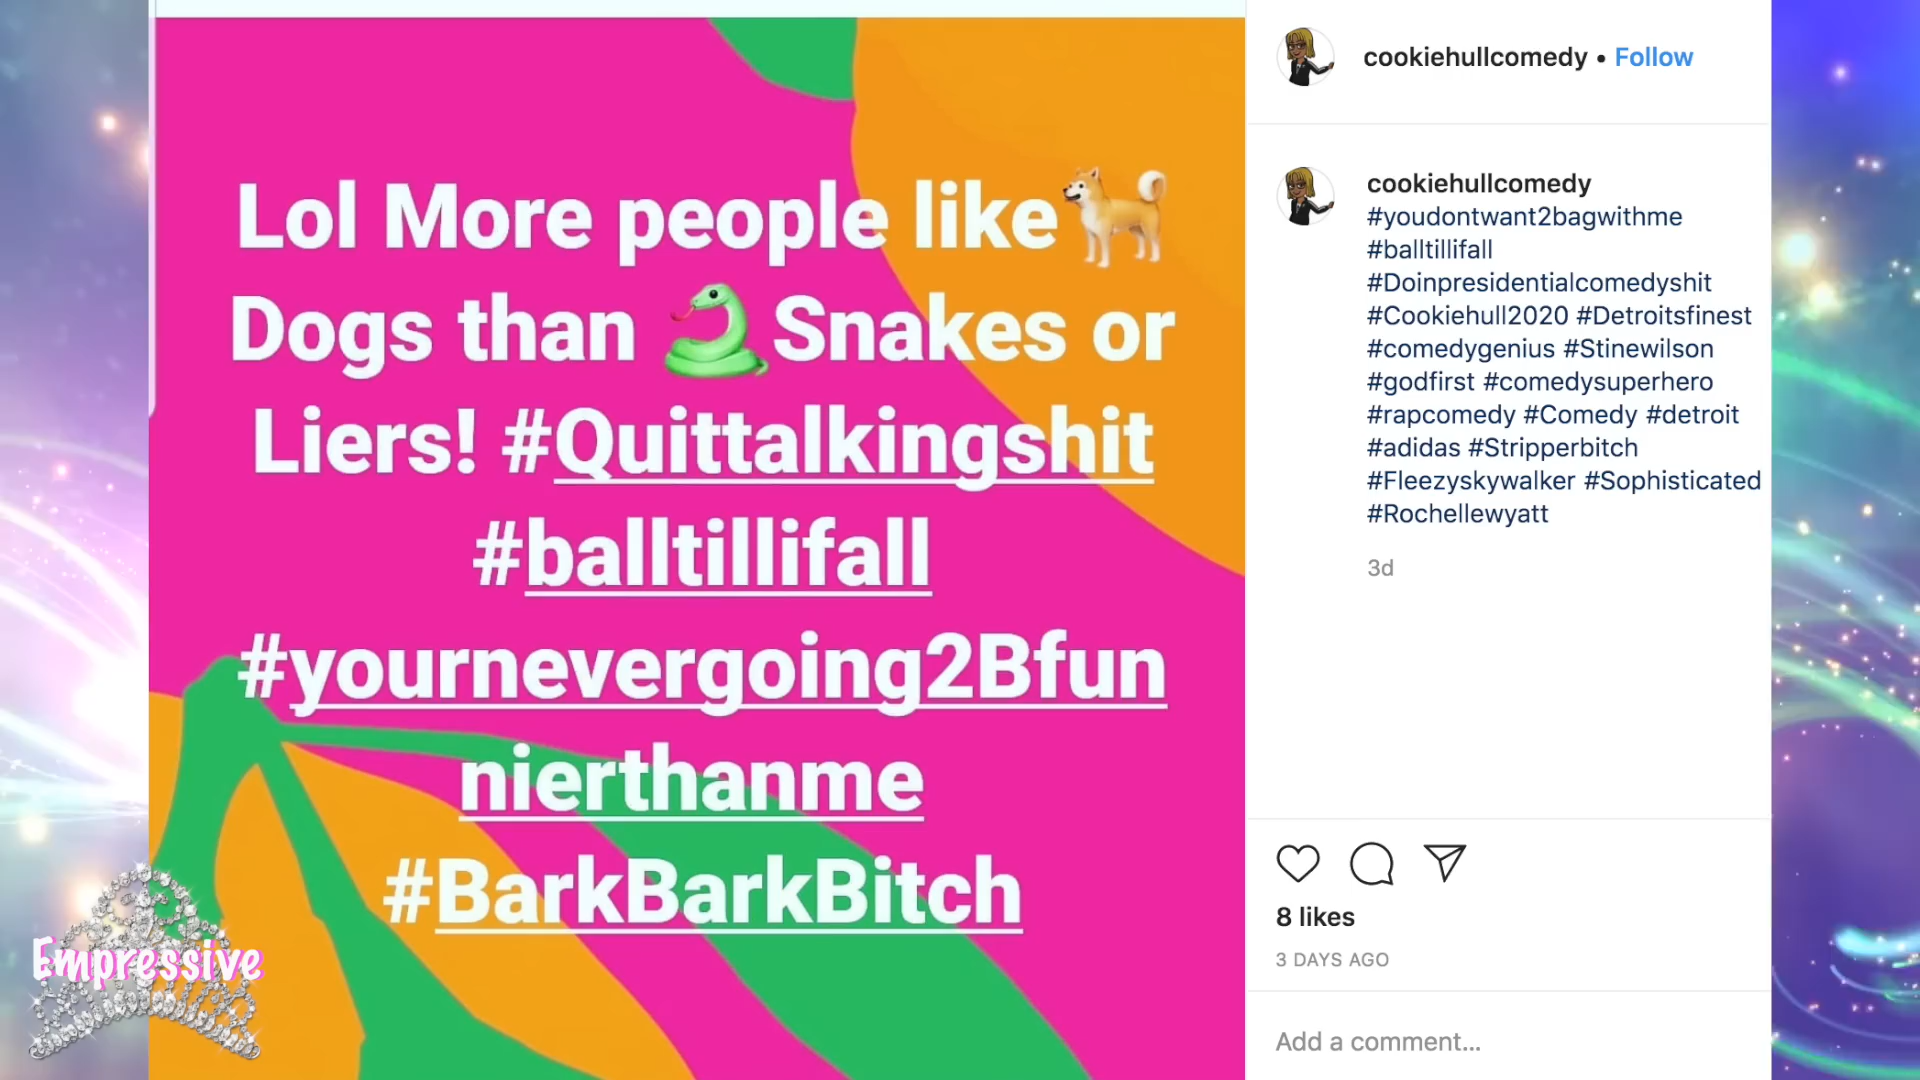 Lol More people like🐕
Dogs than 🐍Snakes or
Liers! #Quittalkingshit
#balltillifall
#yournevergoing2Bfun
nierthanme
#BarkBarkBitch
Empressive
cookiehullcomedy • Follow
cookiehullcomedy
#youdontwant2bagwithme
#balltillifall
#Doinpresidentialcomedyshit
#Cookiehull2020 #Detroitsfinest
#comedygenius #Stinewilson
#godfirst #comedysuperhero
#rapcomedy #Comedy #detroit
#adidas #Stripperbitch
#Fleezyskywalker #Sophisticated
#Rochellewyatt
3d
8 likes
3 DAYS AGO
Add a comment...